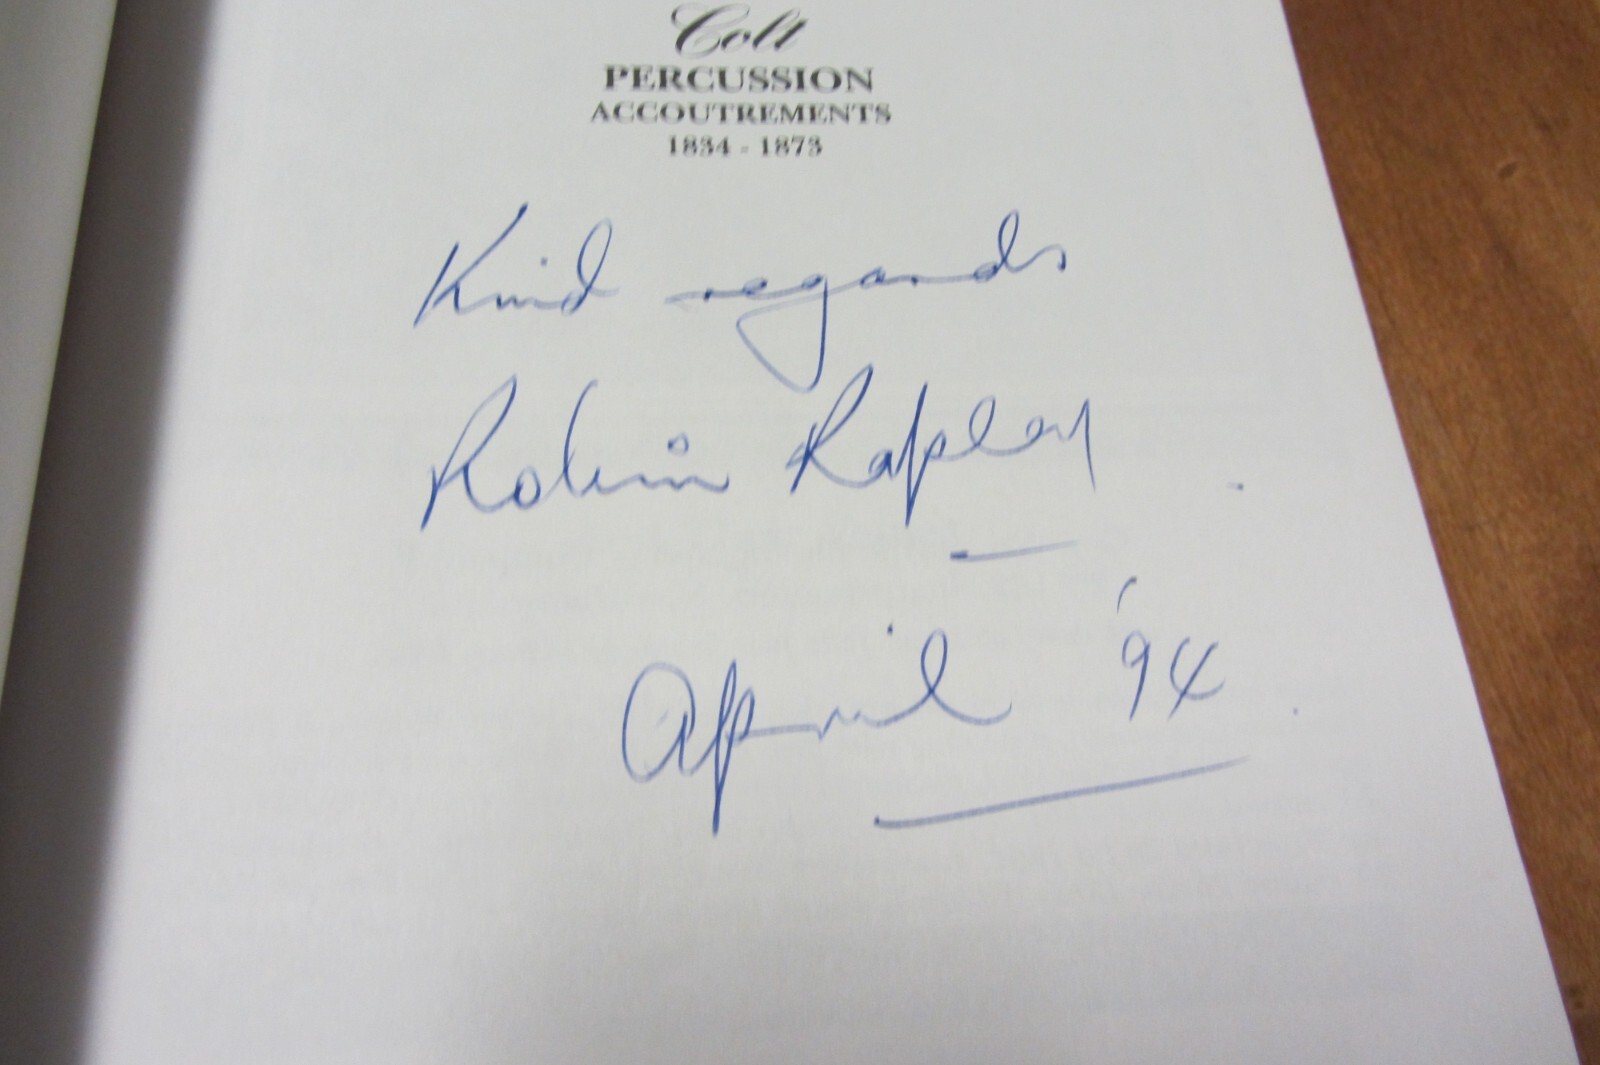 Colt
PERCUSSION
ACCOUTREMENTS
1834 - 1873
Kind regards
Robin Rapley
April '94